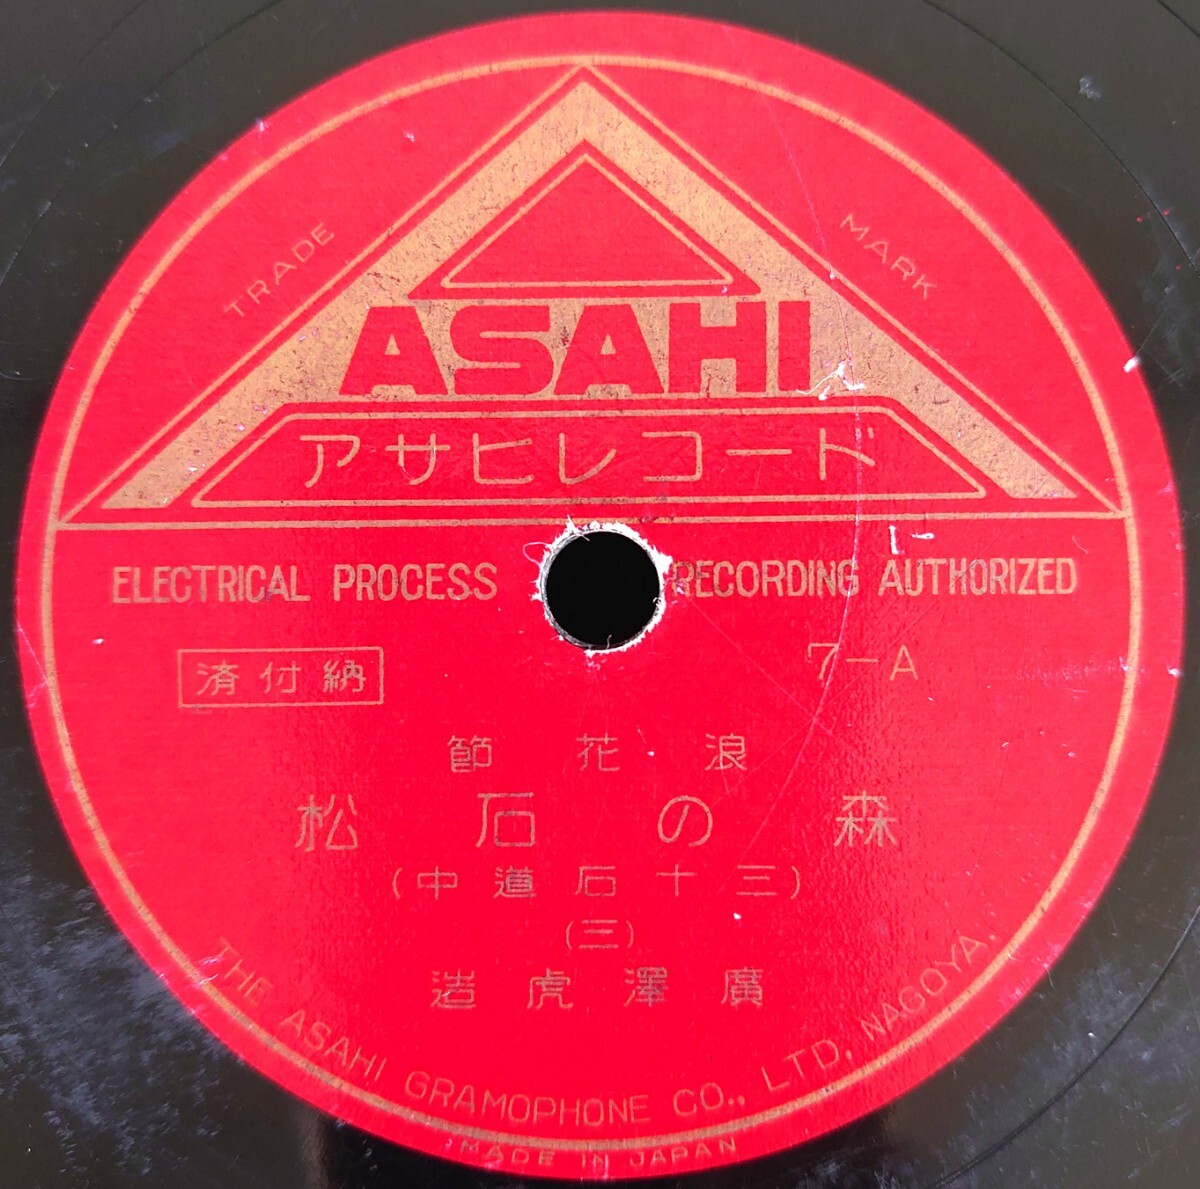 TRADE MARK
ASAHI
アサヒレコード
ELECTRICAL PROCESS RECORDING AUTHORIZED
済付納
7-A
節花浪
松石の森
(中道石十三)
(三)
造虎澤廣
THE ASAHI GRAMOPHONE CO., LTD, NAGOYA.
MADE IN JAPAN